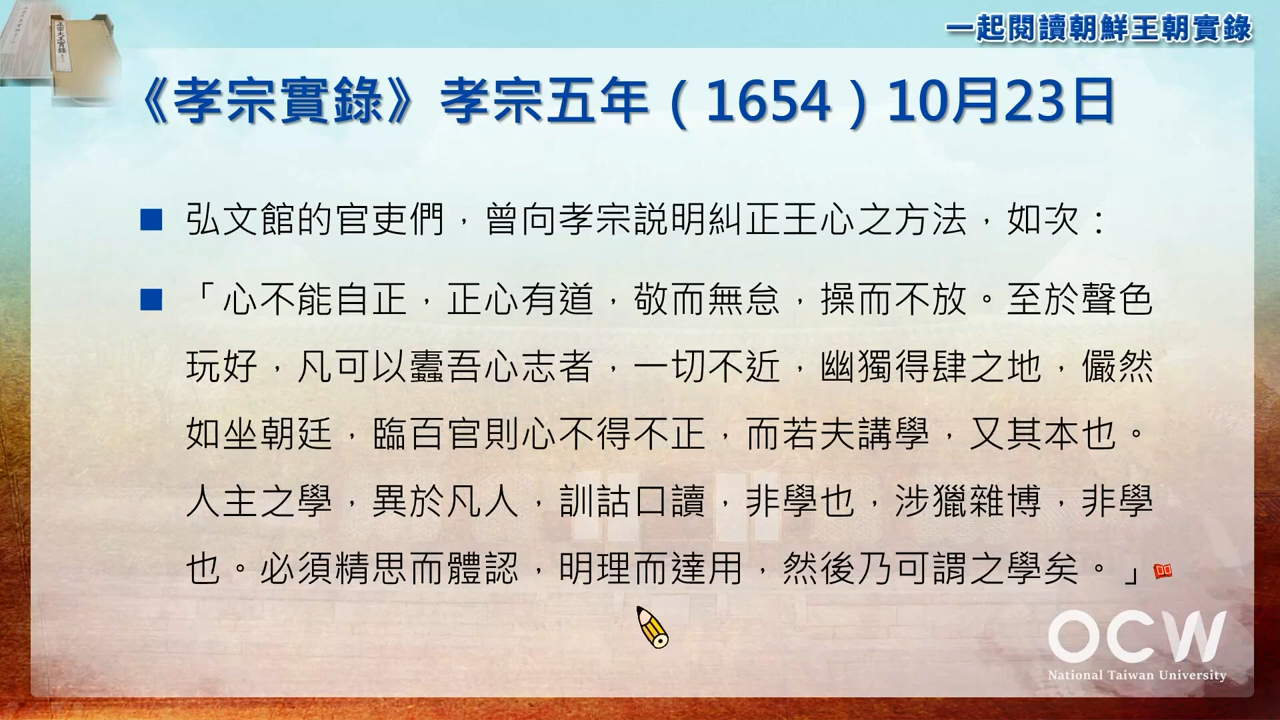 一起閱讀朝鮮王朝實錄
《孝宗實錄》孝宗五年（1654）10月23日
弘文館的官吏們，曾向孝宗説明糾正王心之方法，如次：
「心不能自正，正心有道，敬而無怠，操而不放。至於聲色
玩好，凡可以蠹吾心志者，一切不近，幽獨得肆之地，儼然
如坐朝廷，臨百官則心不得不正，而若夫講學，又其本也。
人主之學，異於凡人，訓詁口讀，非學也，涉獵雜博，非學
也。必須精思而體認，明理而達用，然後乃可謂之學矣。」
OCW
National Taiwan University